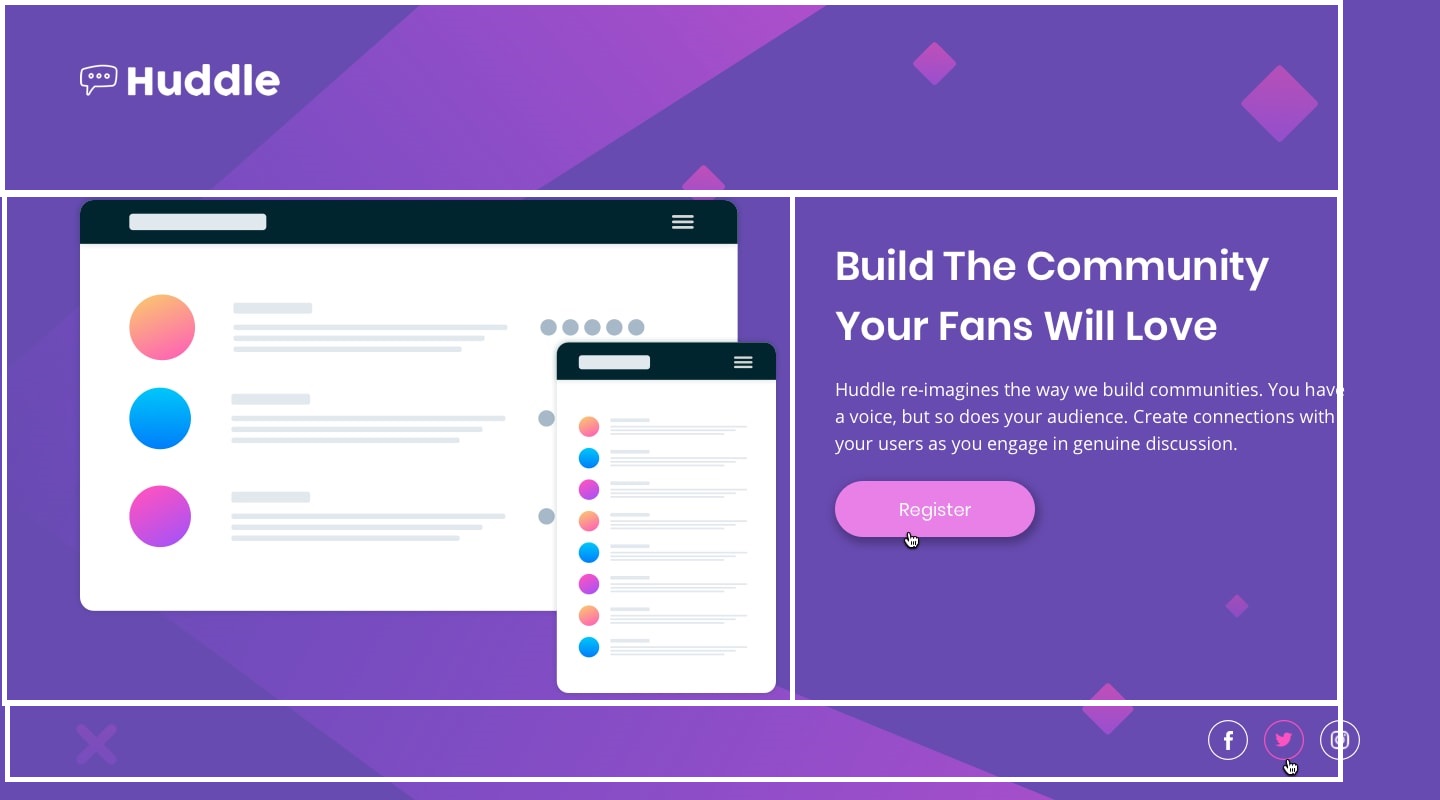 Huddle
Build The Community
Your Fans Will Love
Huddle re-imagines the way we build communities. You have
a voice, but so does your audience. Create connections with
your users as you engage in genuine discussion.
Register